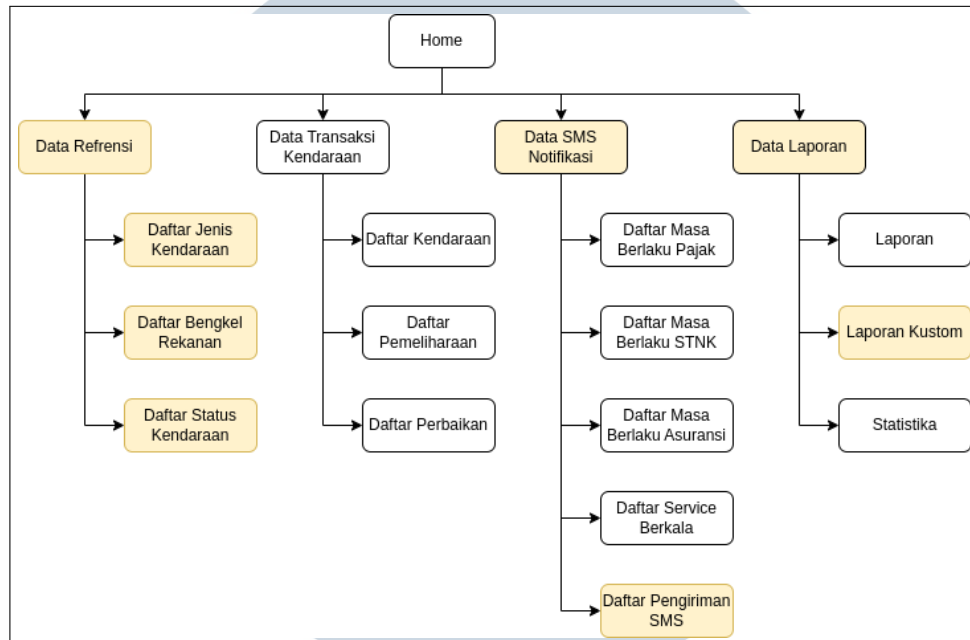 Home
Data Refrensi
Data Transaksi
Kendaraan
Data SMS
Notifikasi
Data Laporan
Daftar Jenis
Kendaraan
Daftar Kendaraan
Daftar Masa
Berlaku Pajak
Laporan
Daftar Bengkel
Rekanan
Daftar
Pemeliharaan
Daftar Masa
Berlaku STNK
Laporan Kustom
Daftar Status
Kendaraan
Daftar Perbaikan
Daftar Masa
Berlaku Asuransi
Statistika
Daftar Service
Berkala
Daftar Pengiriman
SMS